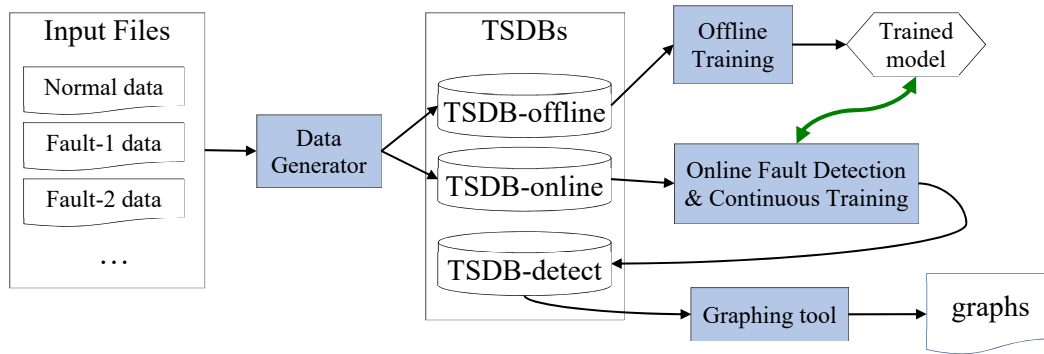 Input Files
Normal data
Fault-1 data
Fault-2 data
…
Data
Generator
TSDBs
TSDB-offline
TSDB-online
TSDB-detect
Offline
Training
Trained
model
Online Fault Detection
& Continuous Training
Graphing tool
graphs